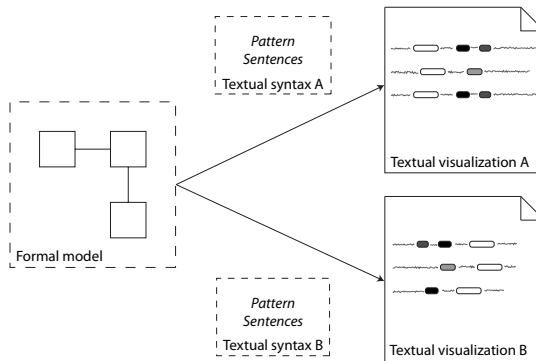 Pattern
Sentences
Textual syntax A
Textual visualization A
Formal model
Pattern
Sentences
Textual syntax B
Textual visualization B